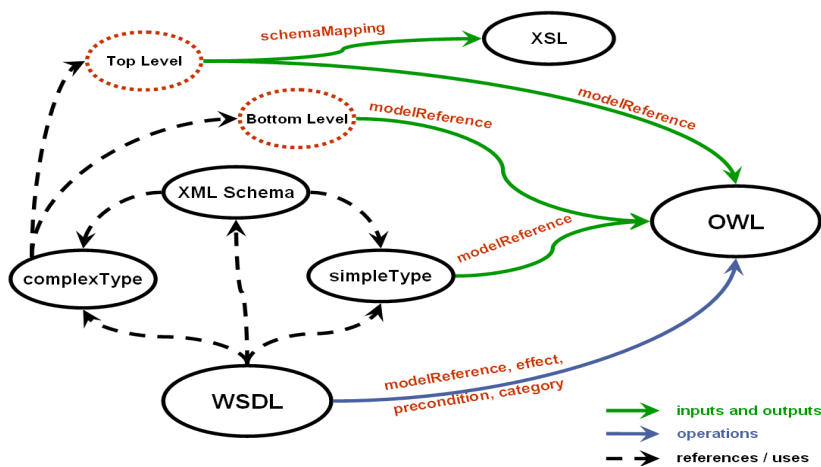 schemaMapping
XSL
Top Level
modelReference
modelReference
Bottom Level
XML Schema
OWL
modelReference
complexType
simpleType
modelReference, effect,
precondition, category
WSDL
inputs and outputs
operations
references / uses